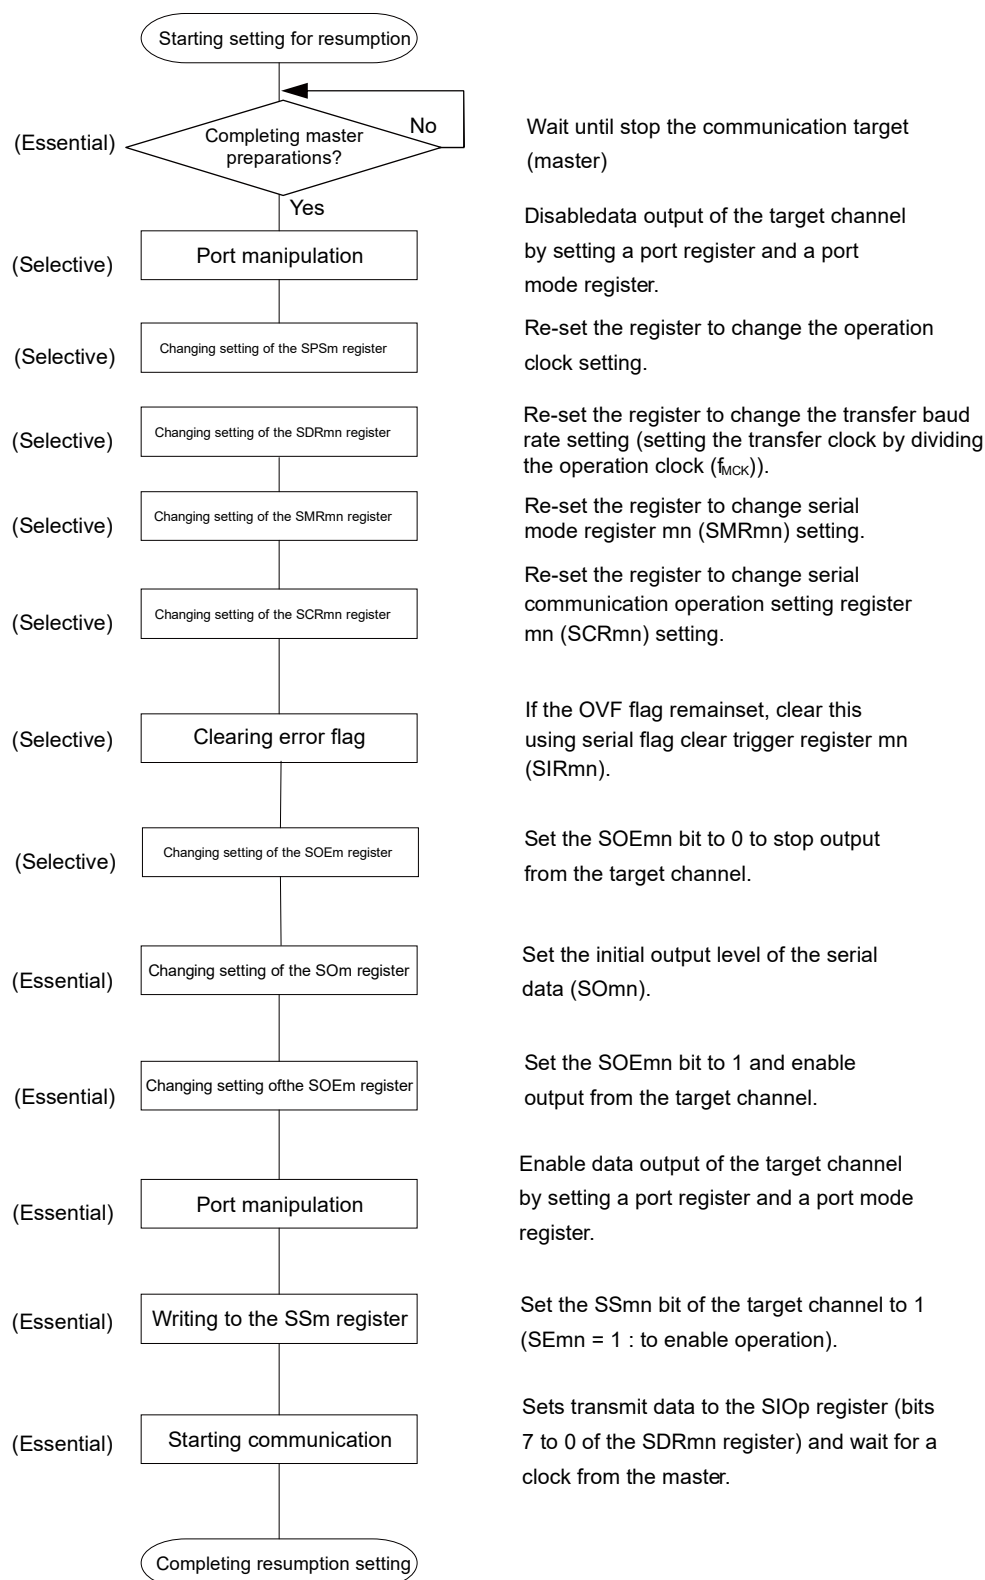 Starting setting for resumption
(Essential)
Completing master
preparations?
No
Yes
Wait until stop the communication target
(master)
(Selective)
Port manipulation
Disabledata output of the target channel
by setting a port register and a port
mode register.
(Selective)
Changing setting of the SPSm register
Re-set the register to change the operation
clock setting.
(Selective)
Changing setting of the SDRmn register
Re-set the register to change the transfer baud
rate setting (setting the transfer clock by dividing
the operation clock (fMCK)).
(Selective)
Changing setting of the SMRmn register
Re-set the register to change serial
mode register mn (SMRmn) setting.
(Selective)
Changing setting of the SCRmn register
Re-set the register to change serial
communication operation setting register
mn (SCRmn) setting.
(Selective)
Clearing error flag
If the OVF flag remainset, clear this
using serial flag clear trigger register mn
(SIRmn).
(Selective)
Changing setting of the SOEm register
Set the SOEmn bit to 0 to stop output
from the target channel.
(Essential)
Changing setting of the SOm register
Set the initial output level of the serial
data (SOmn).
(Essential)
Changing setting ofthe SOEm register
Set the SOEmn bit to 1 and enable
output from the target channel.
(Essential)
Port manipulation
Enable data output of the target channel
by setting a port register and a port mode
register.
(Essential)
Writing to the SSm register
Set the SSmn bit of the target channel to 1
(SEmn = 1 : to enable operation).
(Essential)
Starting communication
Sets transmit data to the SIOp register (bits
7 to 0 of the SDRmn register) and wait for a
clock from the master.
Completing resumption setting